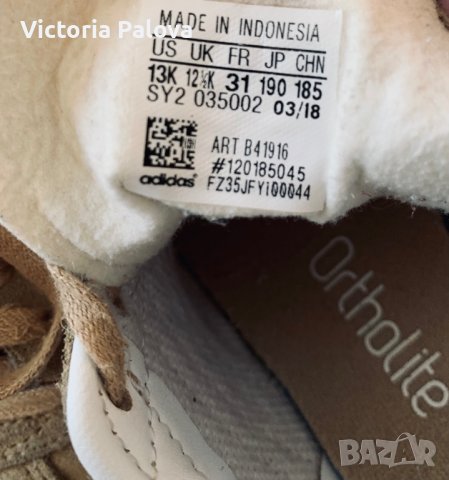 Victoria Palova
MADE IN INDONESIA
US UK FR JP CHN
13K 12½K 31 190 185
SY2 035002 03/18
ART B41916
#120185045
adidas FZ35JFYi00044
Ortholite
BAZAR
bg